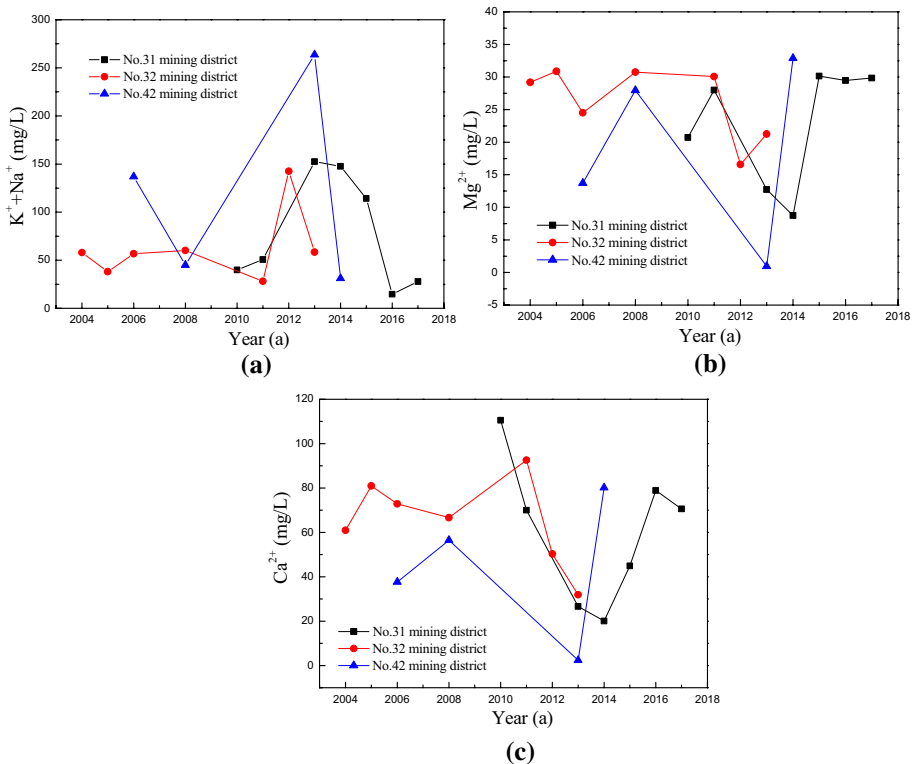 300
250
200
150
100
50
0
K⁺+Na⁺ (mg/L)
No.31 mining district
No.32 mining district
No.42 mining district
2004 2006 2008 2010 2012 2014 2016 2018
Year (a)
(a)
40
35
30
25
20
15
10
5
0
-5
Mg²⁺ (mg/L)
No.31 mining district
No.32 mining district
No.42 mining district
2004 2006 2008 2010 2012 2014 2016 2018
Year (a)
(b)
120
100
80
60
40
20
0
Ca²⁺ (mg/L)
No.31 mining district
No.32 mining district
No.42 mining district
2004 2006 2008 2010 2012 2014 2016 2018
Year (a)
(c)